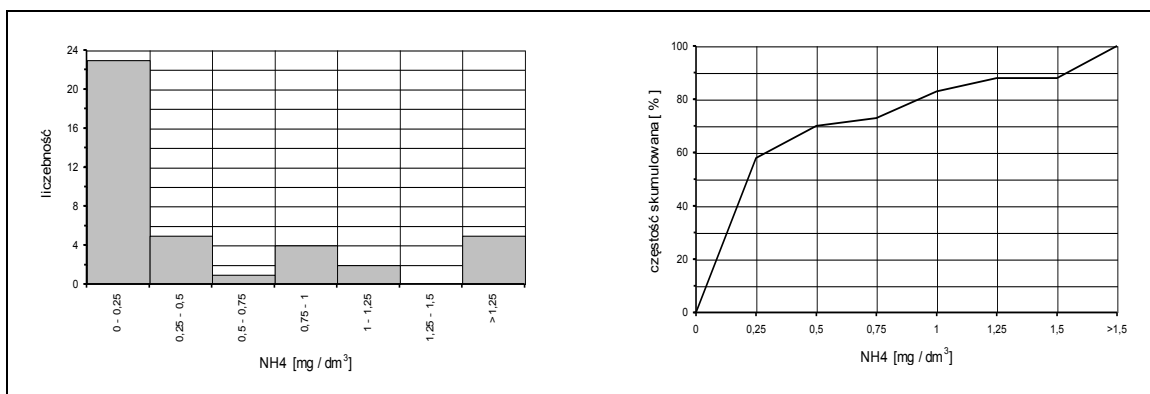 24
20
16
12
8
4
0
liczebność
0 - 0,25
0,25 - 0,5
0,5 - 0,75
0,75 - 1
1 - 1,25
1,25 - 1,5
> 1,25
NH4 [mg / dm³]
100
80
60
40
20
0
częstość skumulowana [ % ]
0 0,25 0,5 0,75 1 1,25 1,5 >1,5
NH4 [mg / dm³]